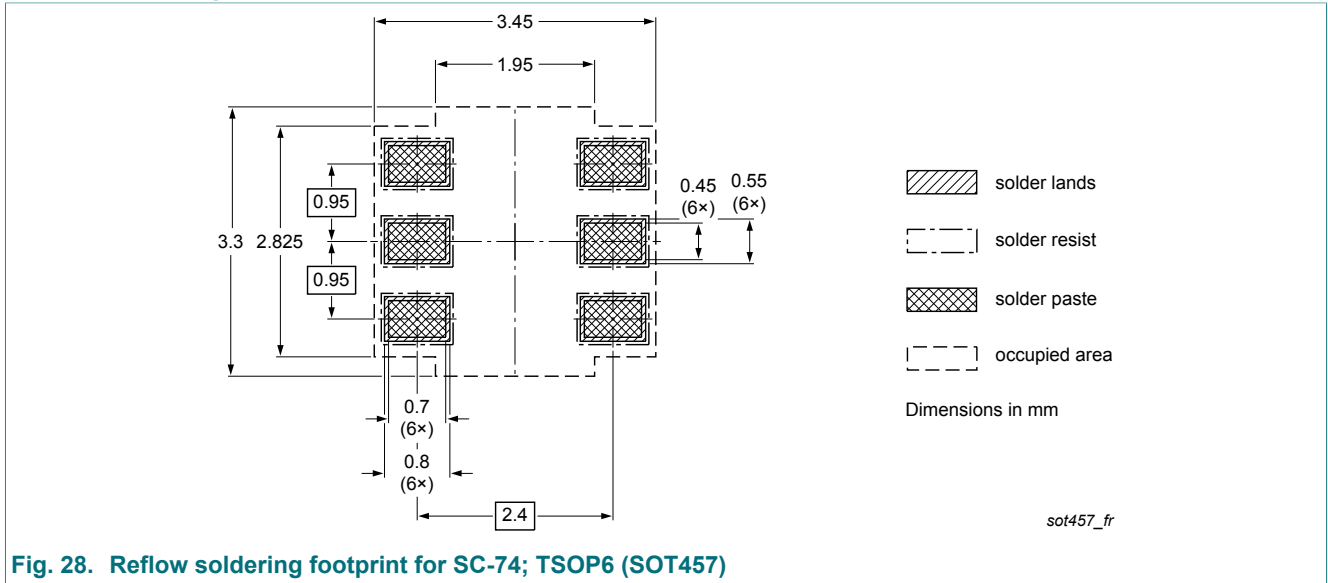 3.45
1.95
0.95
3.3 2.825
0.95
0.45 0.55
(6×) (6×)
0.7
(6×)
0.8
(6×)
2.4
solder lands
solder resist
solder paste
occupied area
Dimensions in mm
sot457_fr
Fig. 28. Reflow soldering footprint for SC-74; TSOP6 (SOT457)